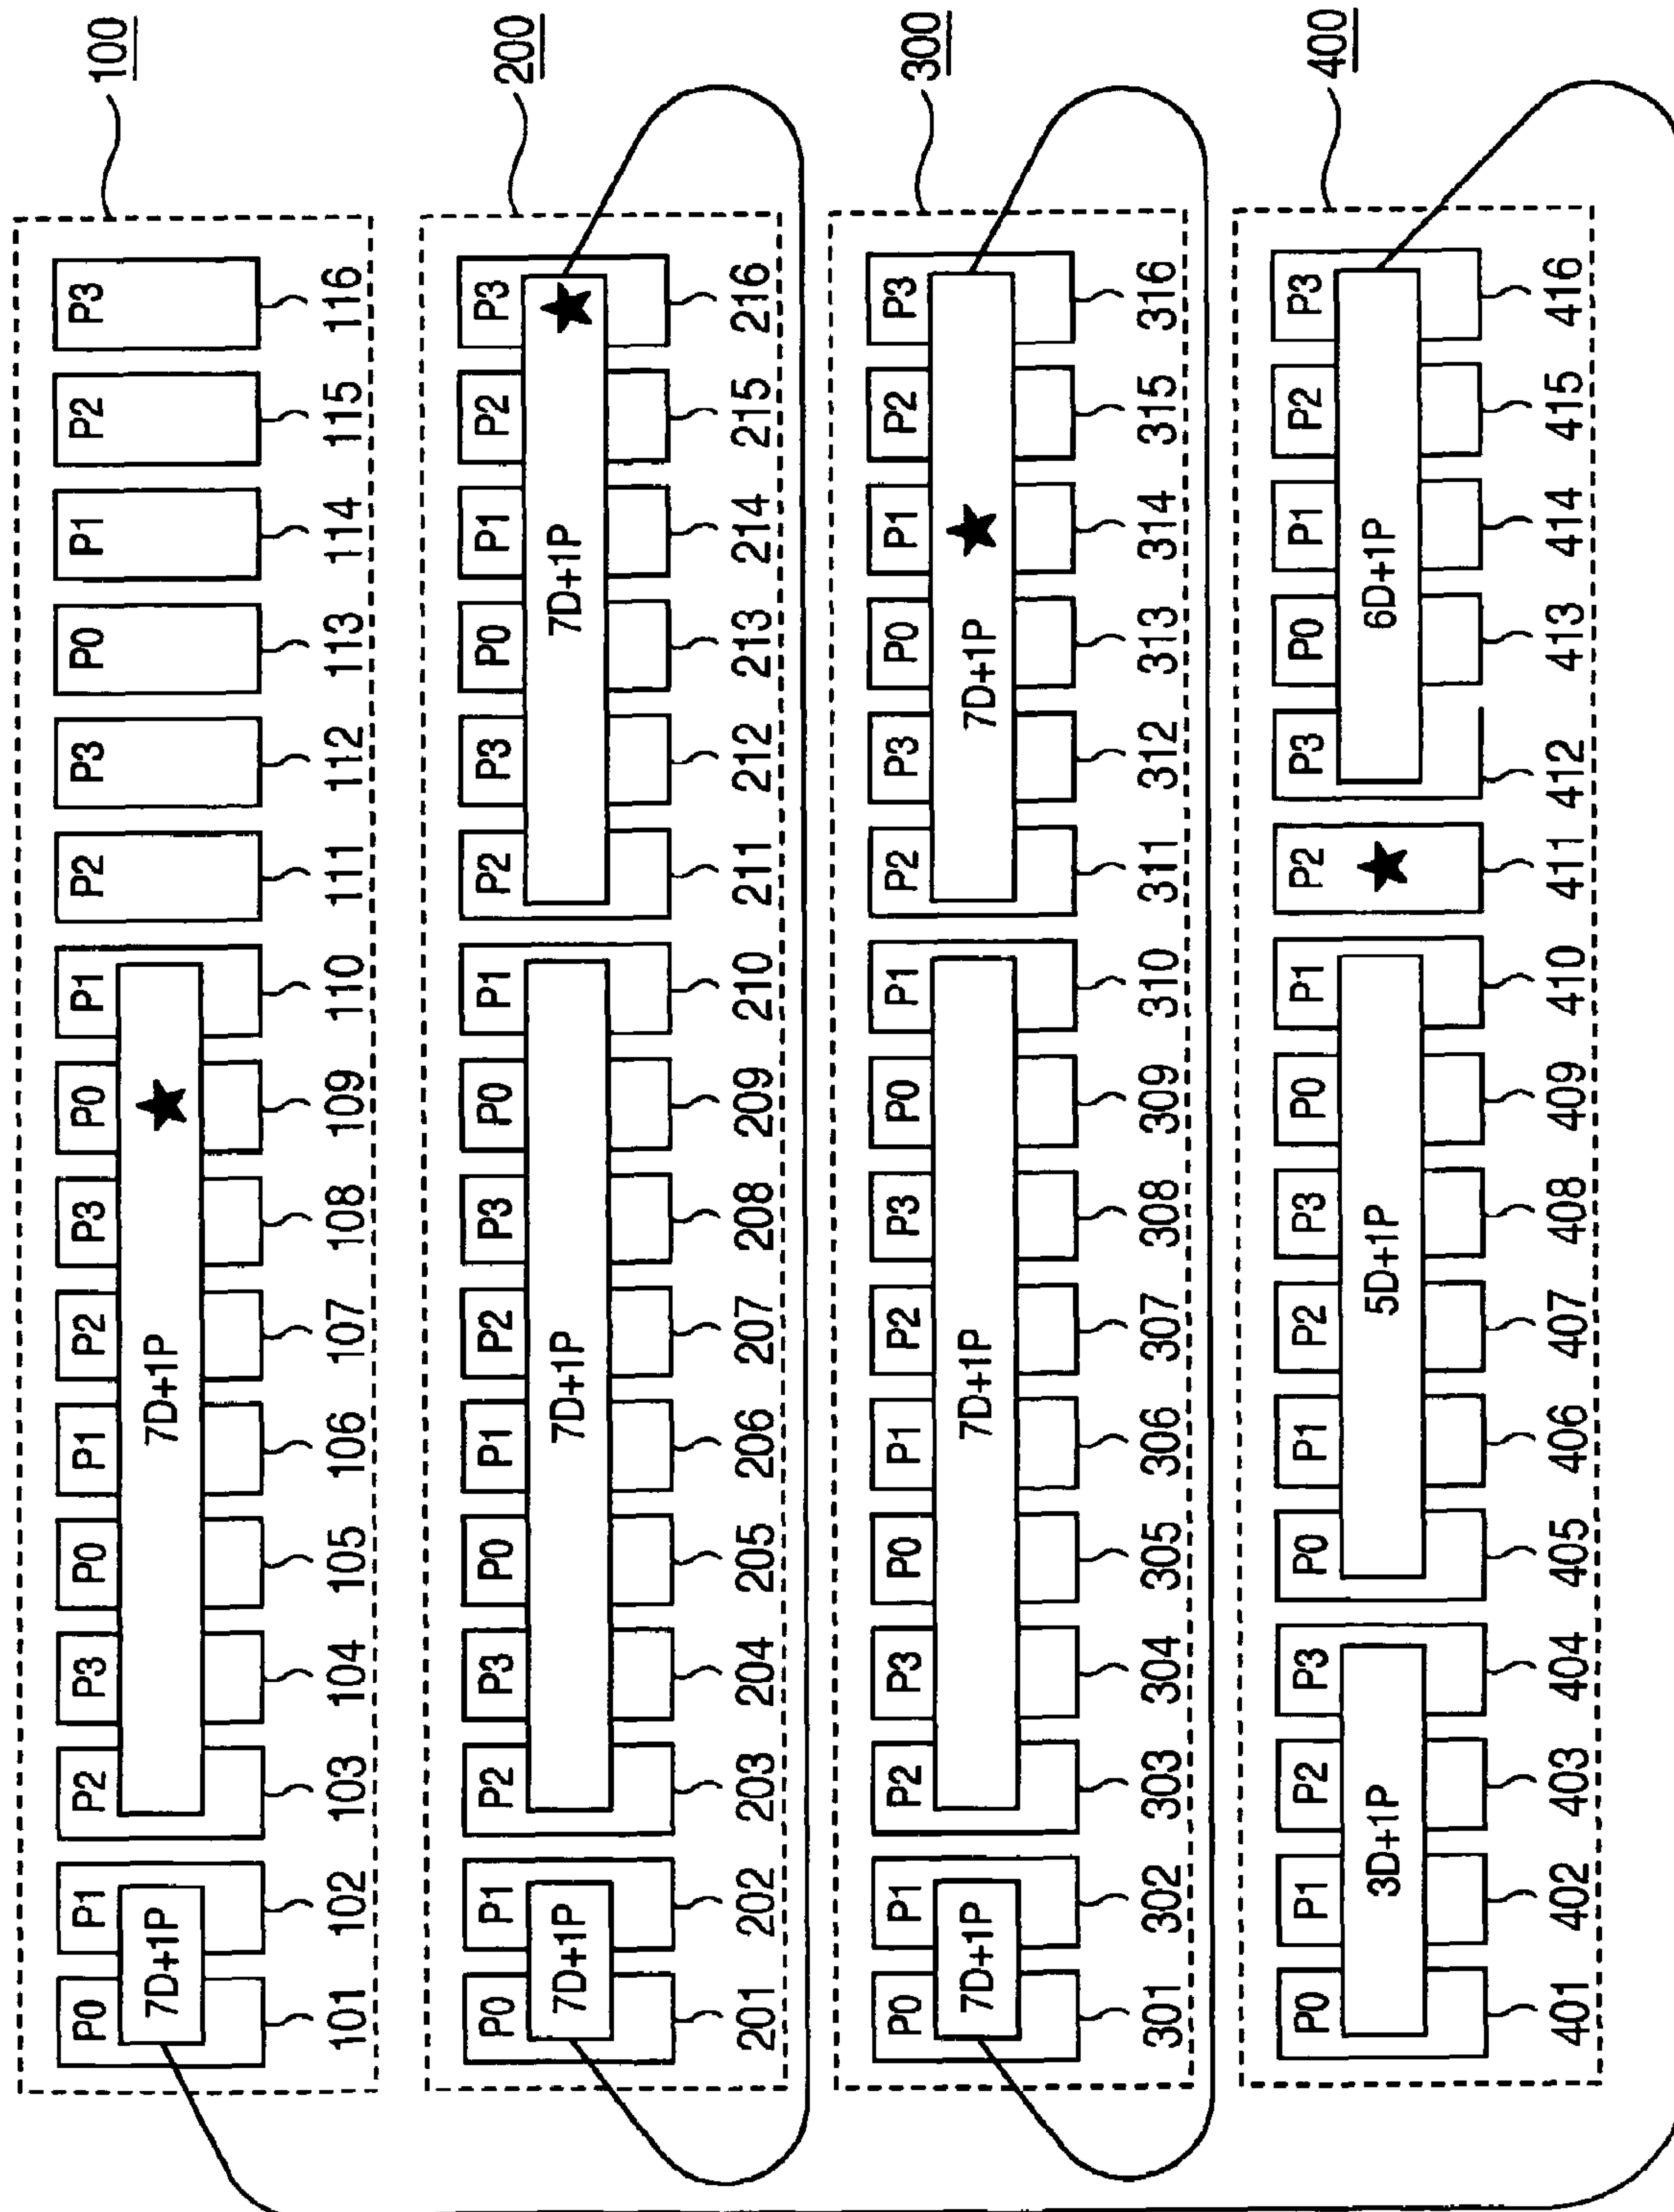 100
P0 P1 P2 P3 P0 P1 P2 P3 P0 P1 P2 P3 P0 P1 P2 P3
7D+1P 7D+1P
101 102 103 104 105 106 107 108 109 110 111 112 113 114 115 116
200
P0 P1 P2 P3 P0 P1 P2 P3 P0 P1 P2 P3 P0 P1 P2 P3
7D+1P 7D+1P 7D+1P
201 202 203 204 205 206 207 208 209 210 211 212 213 214 215 216
300
P0 P1 P2 P3 P0 P1 P2 P3 P0 P1 P2 P3 P0 P1 P2 P3
7D+1P 7D+1P 7D+1P
301 302 303 304 305 306 307 308 309 310 311 312 313 314 315 316
400
P0 P1 P2 P3 P0 P1 P2 P3 P0 P1 P2 P3 P0 P1 P2 P3
3D+1P 5D+1P 6D+1P
401 402 403 404 405 406 407 408 409 410 411 412 413 414 415 416